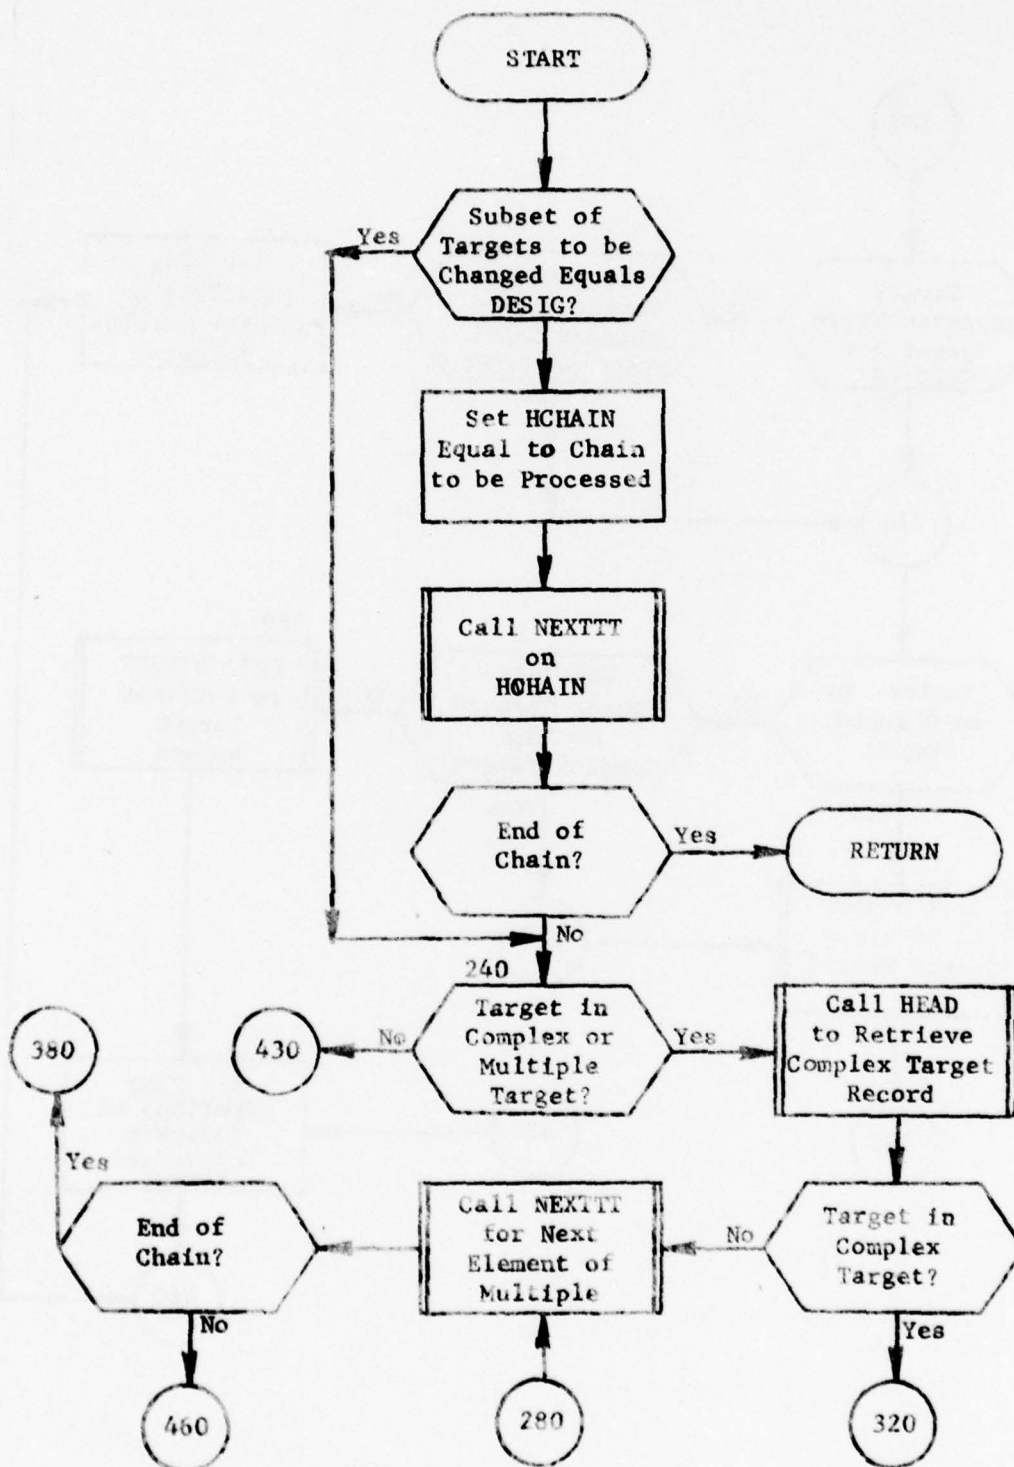 START
Subset of
Targets to be
Changed Equals
DESIG?
Yes
Set HCHAIN
Equal to Chain
to be Processed
Call NEXTTT
on
HCHAIN
End of
Chain?
Yes
RETURN
No
240
Target in
Complex or
Multiple
Target?
No
430
380
Yes
Call HEAD
to Retrieve
Complex Target
Record
Yes
End of
Chain?
Call NEXTTT
for Next
Element of
Multiple
No
Target in
Complex
Target?
No
Yes
460
280
320